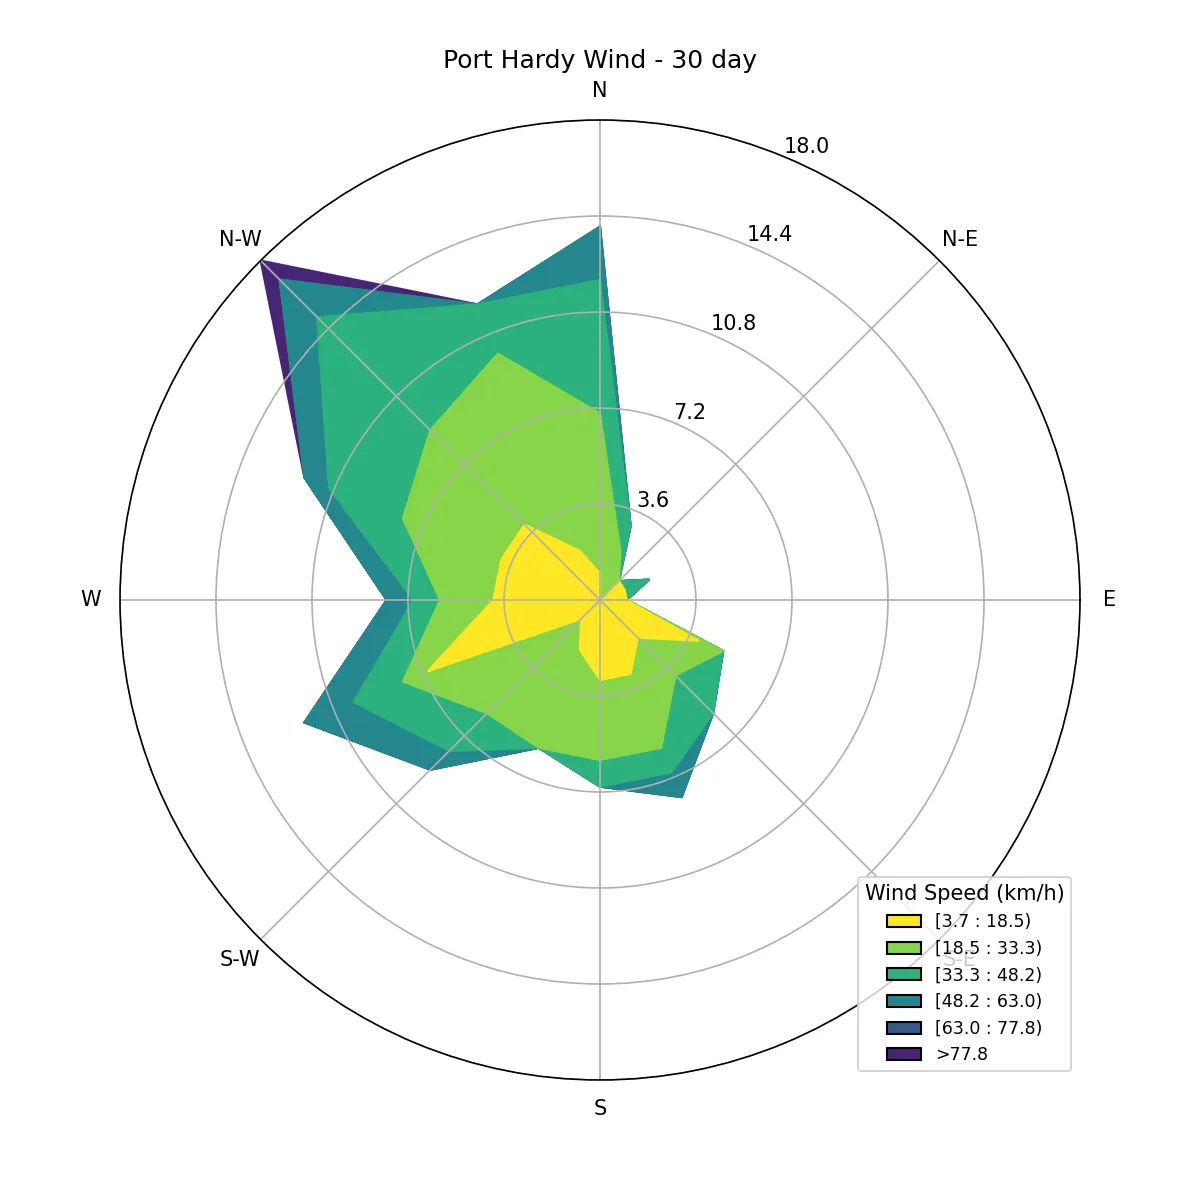 Port Hardy Wind - 30 day
N
18.0
14.4
N-W
N-E
10.8
7.2
3.6
W
E
Wind Speed (km/h)
[3.7 : 18.5)
[18.5 : 33.3)
S-W
S-E
[33.3 : 48.2)
[48.2 : 63.0)
[63.0 : 77.8)
>77.8
S